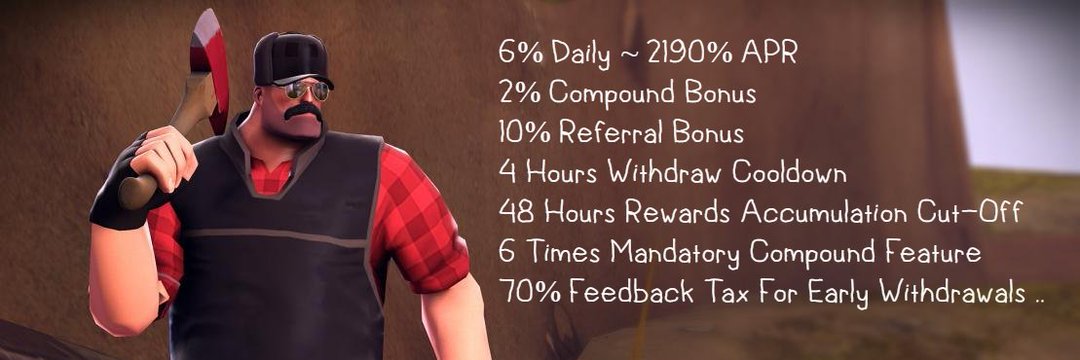 6% Daily ~ 2190% APR
2% Compound Bonus
10% Referral Bonus
4 Hours Withdraw Cooldown
48 Hours Rewards Accumulation Cut-Off
6 Times Mandatory Compound Feature
70% Feedback Tax For Early Withdrawals ..